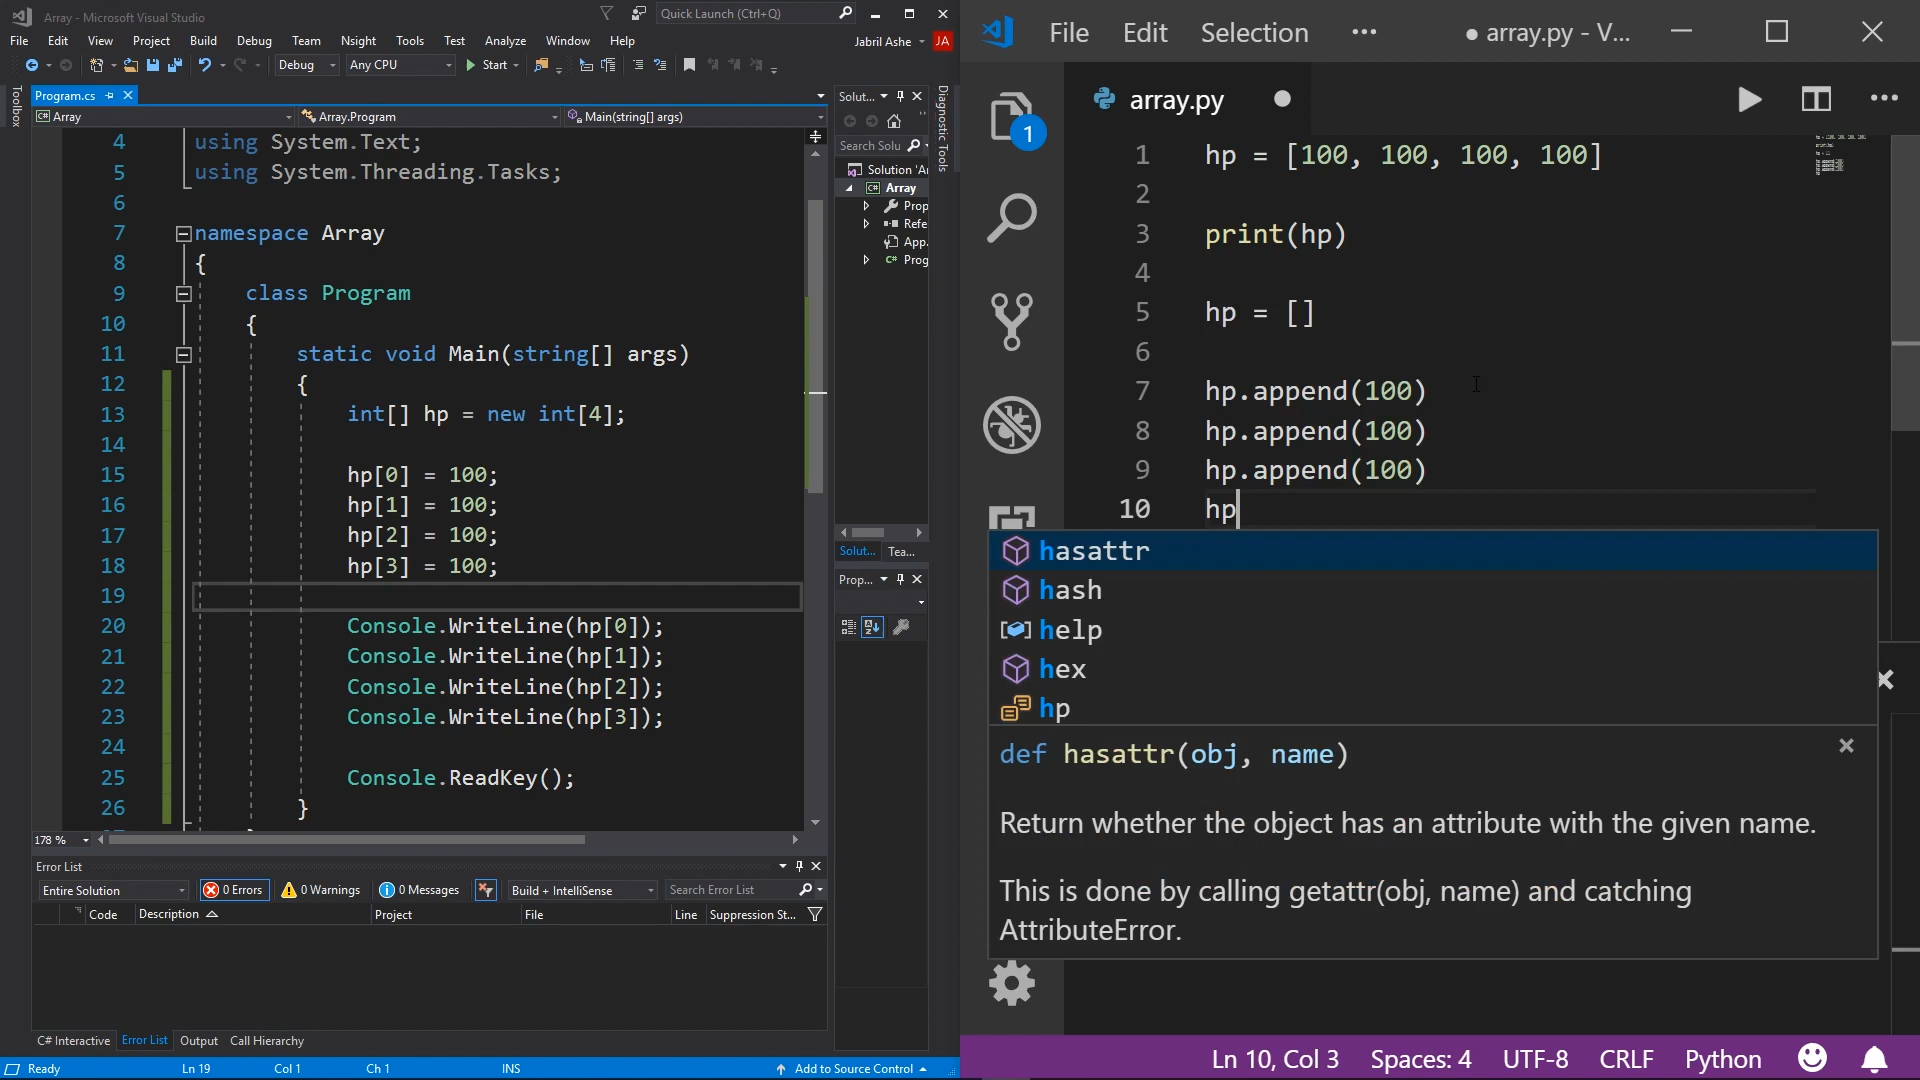 Array - Microsoft Visual Studio
Quick Launch (Ctrl+Q)
File Edit View Project Build Debug Team Nsight Tools Test Analyze Window Help
Jabril Ashe JA
Debug Any CPU Start
Toolbox
Program.cs
Array Array.Program Main(string[] args)
4 using System.Text;
5 using System.Threading.Tasks;
6
7 namespace Array
8 {
9 class Program
10 {
11 static void Main(string[] args)
12 {
13 int[] hp = new int[4];
14
15 hp[0] = 100;
16 hp[1] = 100;
17 hp[2] = 100;
18 hp[3] = 100;
19
20 Console.WriteLine(hp[0]);
21 Console.WriteLine(hp[1]);
22 Console.WriteLine(hp[2]);
23 Console.WriteLine(hp[3]);
24
25 Console.ReadKey();
26 }
178 %
Solut...
Diagnostic Tools
Search Solu
Solution 'Ar
C# Array
Prop
Refe
App.
C# Prog
Solut... Tea...
Prop...
Error List
Entire Solution 0 Errors 0 Warnings 0 Messages Build + IntelliSense Search Error List
Code Description Project File Line Suppression St...
C# Interactive Error List Output Call Hierarchy
Ready Ln 19 Col 1 Ch 1 INS Add to Source Control
File Edit Selection ··· ● array.py - V...
array.py ●
1
1 hp = [100, 100, 100, 100]
2
3 print(hp)
4
5 hp = []
6
7 hp.append(100)
8 hp.append(100)
9 hp.append(100)
10 hp
hasattr
hash
help
hex
hp
def hasattr(obj, name)
Return whether the object has an attribute with the given name.
This is done by calling getattr(obj, name) and catching
AttributeError.
Ln 10, Col 3 Spaces: 4 UTF-8 CRLF Python